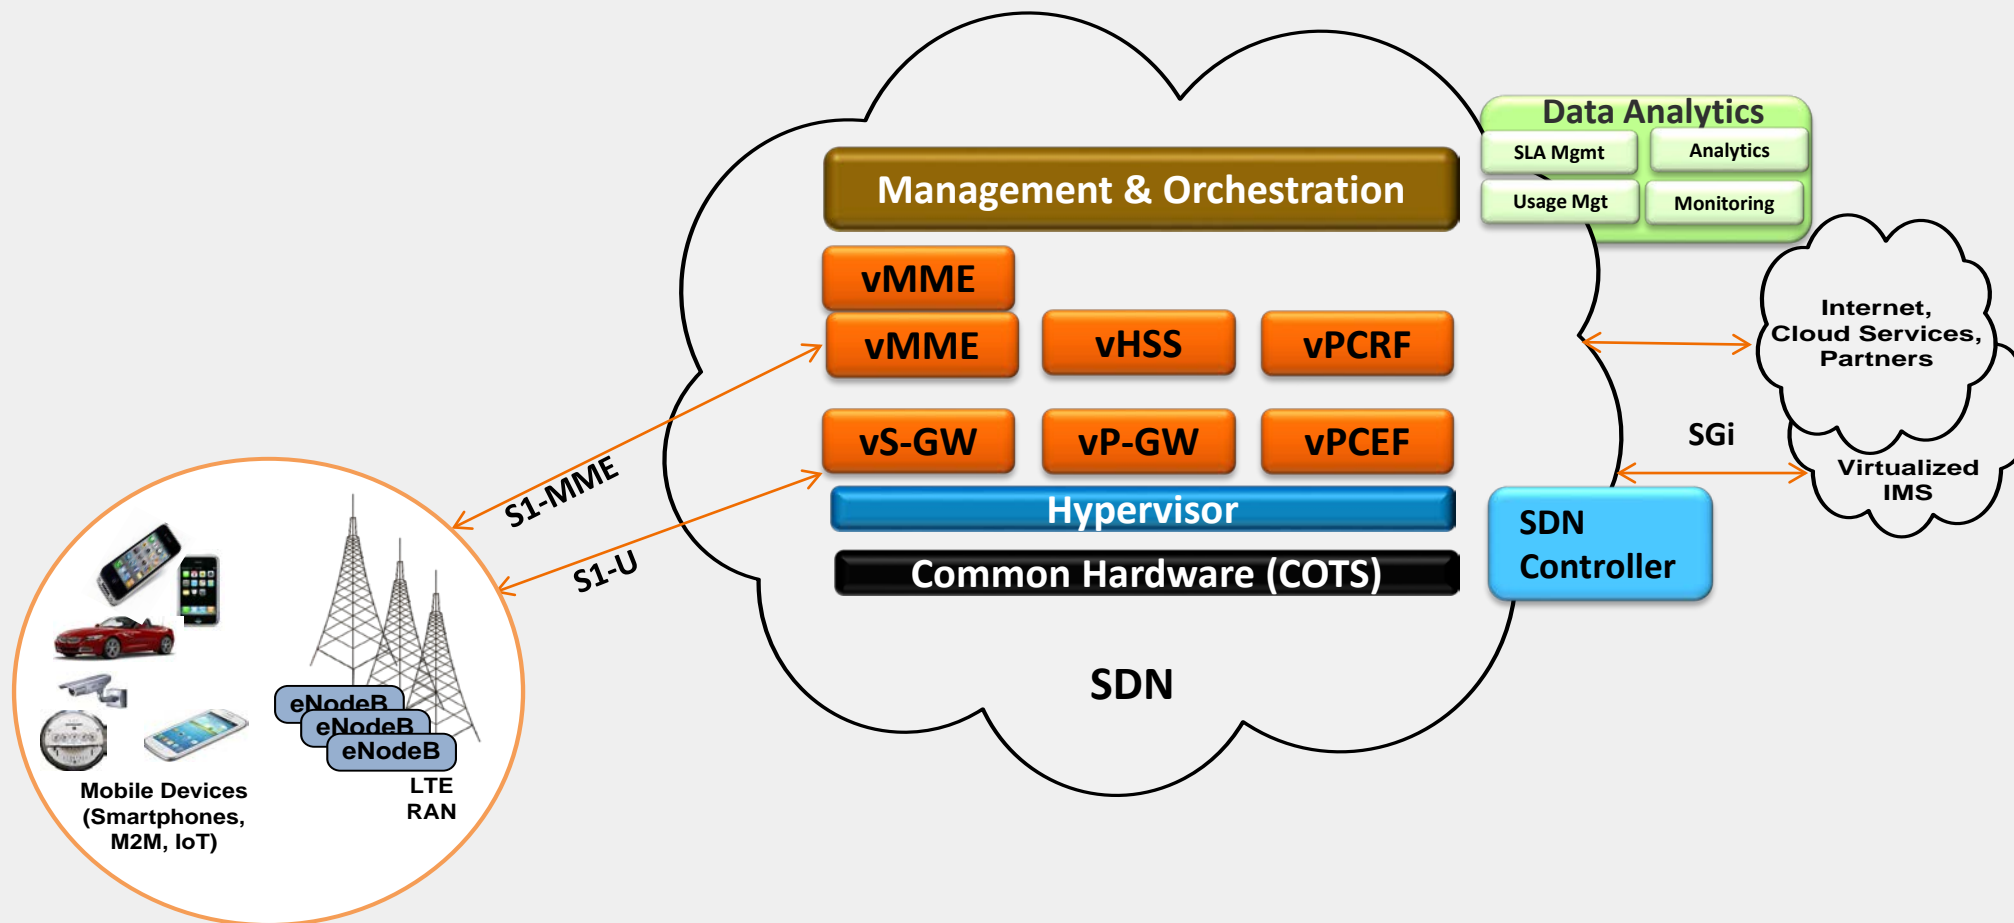 Data Analytics
SLA Mgmt
Analytics
Usage Mgt
Monitoring
Management & Orchestration
vMME
vMME
vHSS
vPCRF
vS-GW
vP-GW
vPCEF
Hypervisor
Common Hardware (COTS)
SDN
SDN
Controller
Internet,
Cloud Services,
Partners
SGi
Virtualized
IMS
S1-MME
S1-U
eNodeB
eNodeB
eNodeB
LTE
RAN
Mobile Devices
(Smartphones,
M2M, IoT)